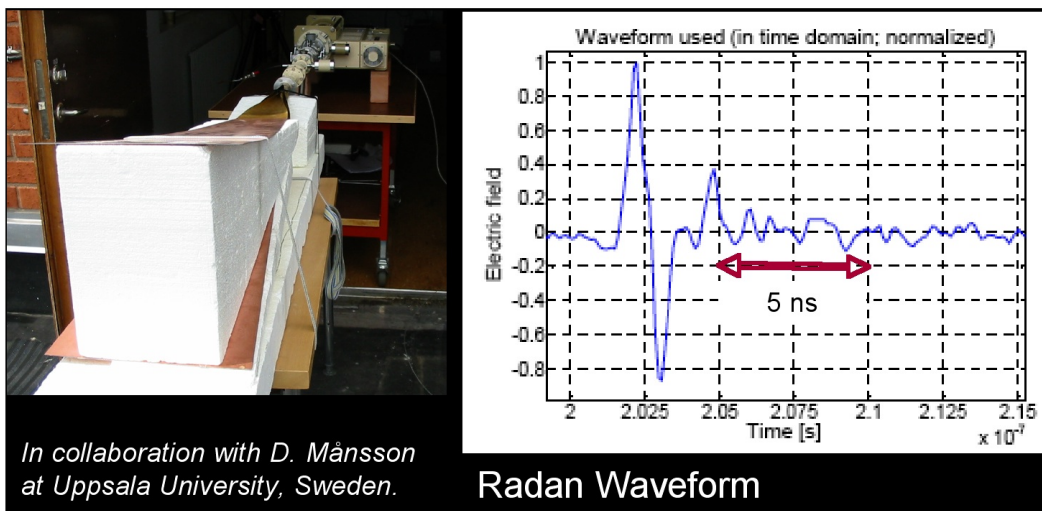 Waveform used (in time domain; normalized)
1
0.8
0.6
0.4
0.2
0
-0.2
-0.4
-0.6
-0.8
Electric field
5 ns
2 2.025 2.05 2.075 2.1 2.125 2.15
Time [s]
x 10⁻⁷
In collaboration with D. Månsson
at Uppsala University, Sweden.
Radan Waveform